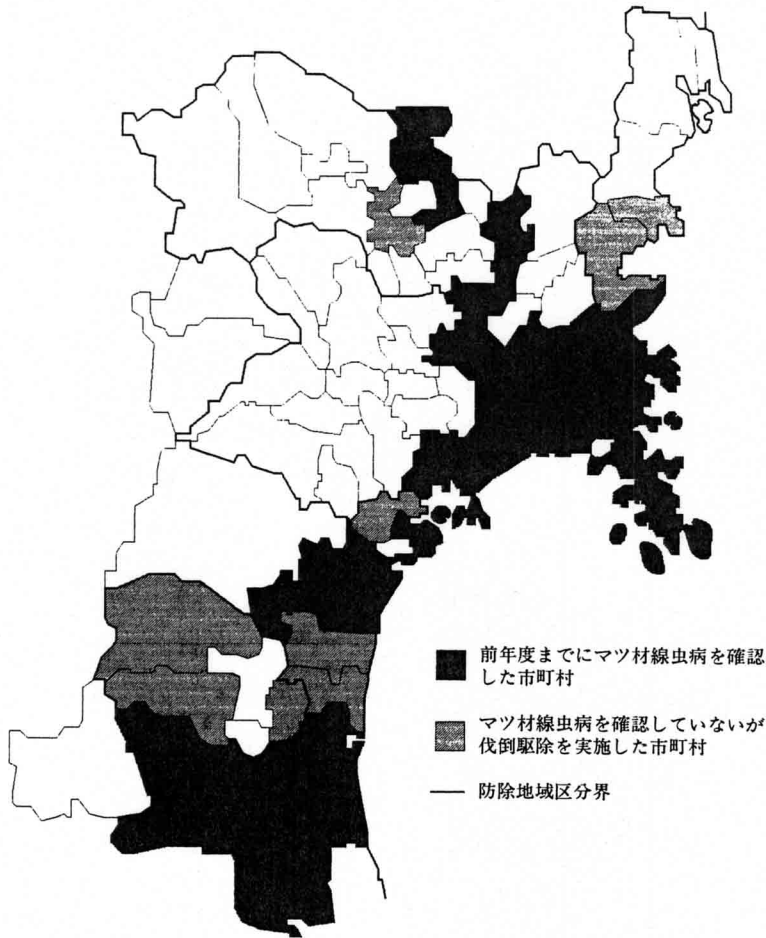 前年度までにマツ材線虫病を確認
した市町村
マツ材線虫病を確認していないが
伐倒駆除を実施した市町村
防除地域区分界